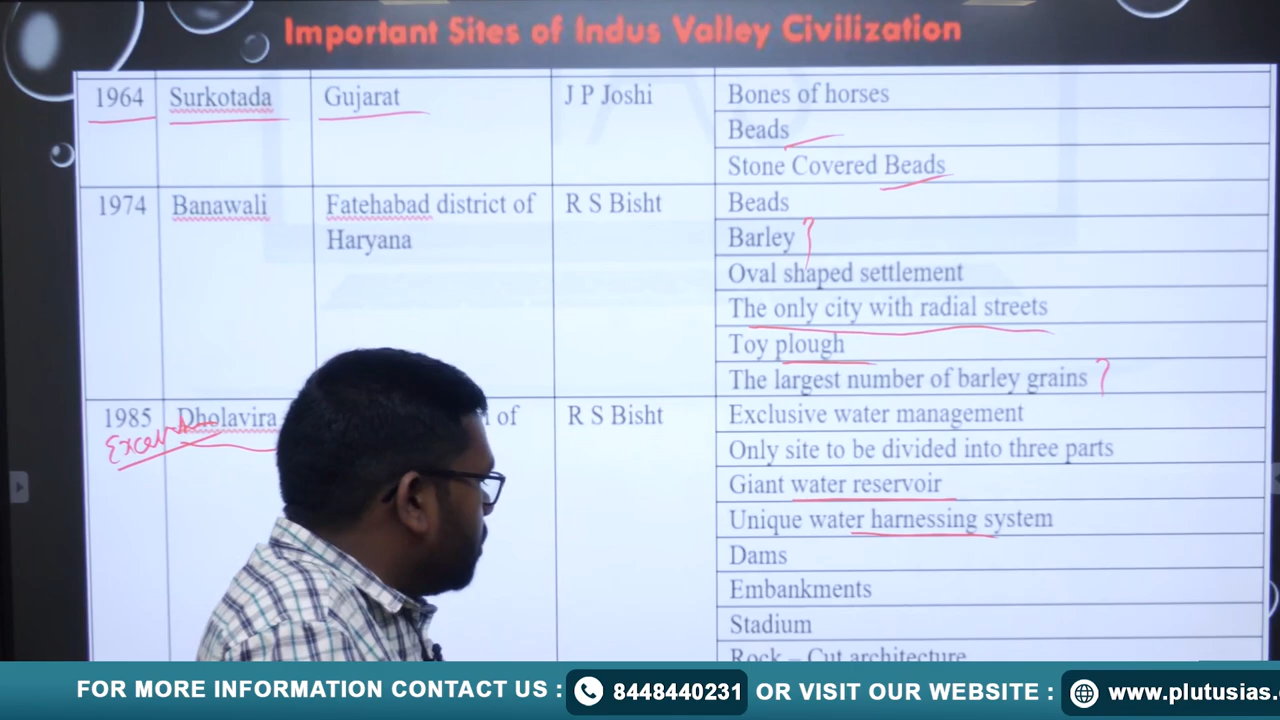 Important Sites of Indus Valley Civilization
1964 Surkotada Gujarat J P Joshi Bones of horses
Beads
Stone Covered Beads
1974 Banawali Fatehabad district of R S Bisht Beads
Haryana Barley
Oval shaped settlement
The only city with radial streets
Toy plough
The largest number of barley grains
1985 Dholavira of R S Bisht Exclusive water management
Only site to be divided into three parts
Giant water reservoir
Unique water harnessing system
Dams
Embankments
Stadium
Rock – Cut architecture
FOR MORE INFORMATION CONTACT US : 8448440231 OR VISIT OUR WEBSITE : www.plutusias.